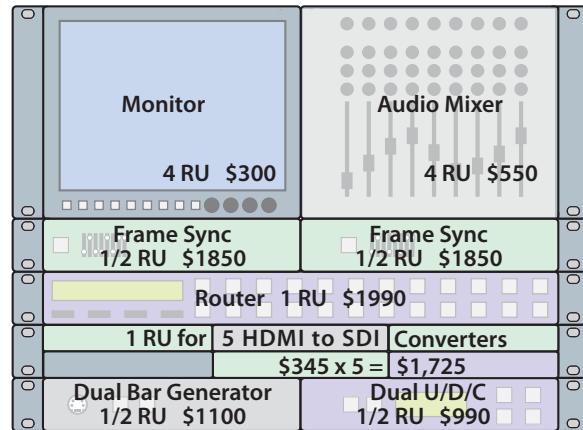 Monitor
4 RU $300
Audio Mixer
4 RU $550
Frame Sync
1/2 RU $1850
Frame Sync
1/2 RU $1850
Router 1 RU $1990
1 RU for 5 HDMI to SDI Converters
$345 x 5 = $1,725
Dual Bar Generator
1/2 RU $1100
Dual U/D/C
1/2 RU $990